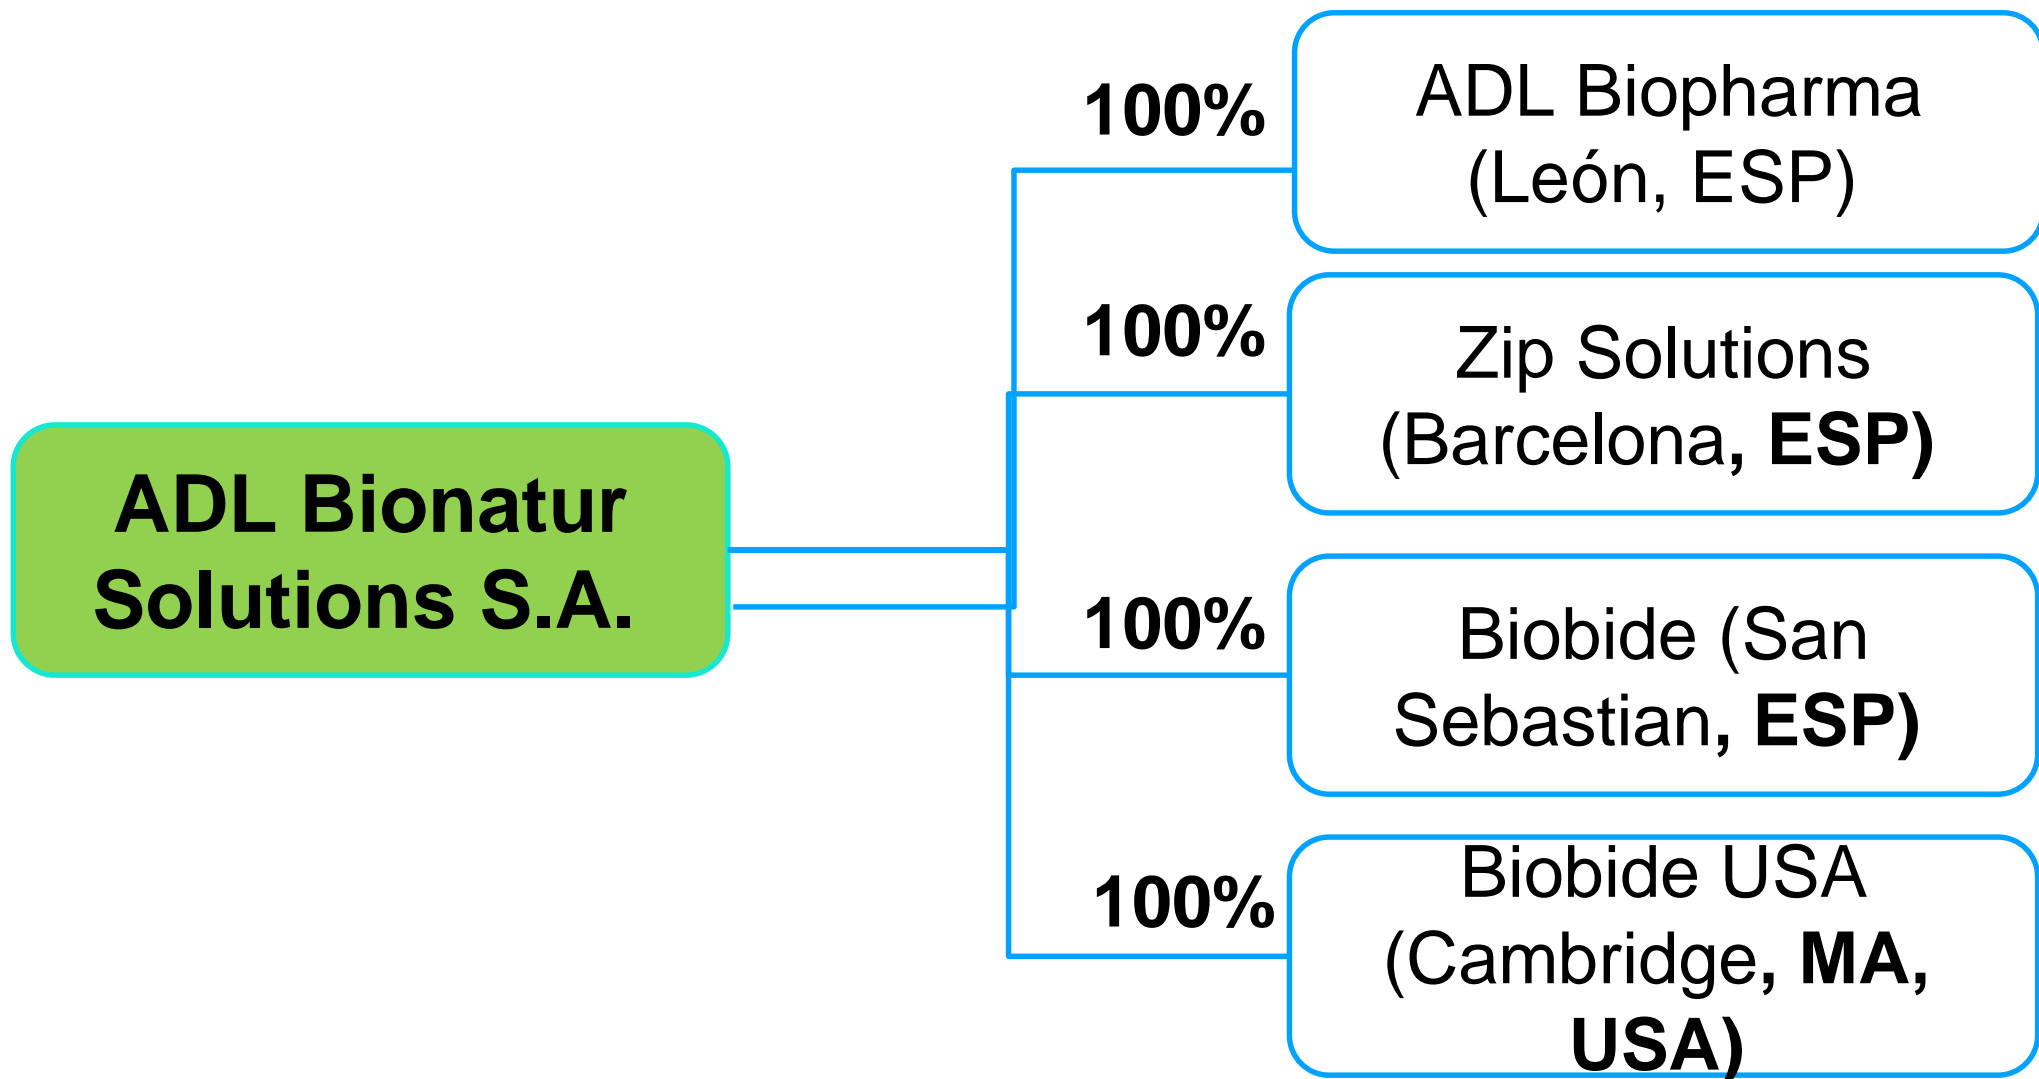 100%
ADL Biopharma
(León, ESP)
100%
Zip Solutions
(Barcelona, ESP)
ADL Bionatur
Solutions S.A.
100%
Biobide (San
Sebastian, ESP)
100%
Biobide USA
(Cambridge, MA,
USA)